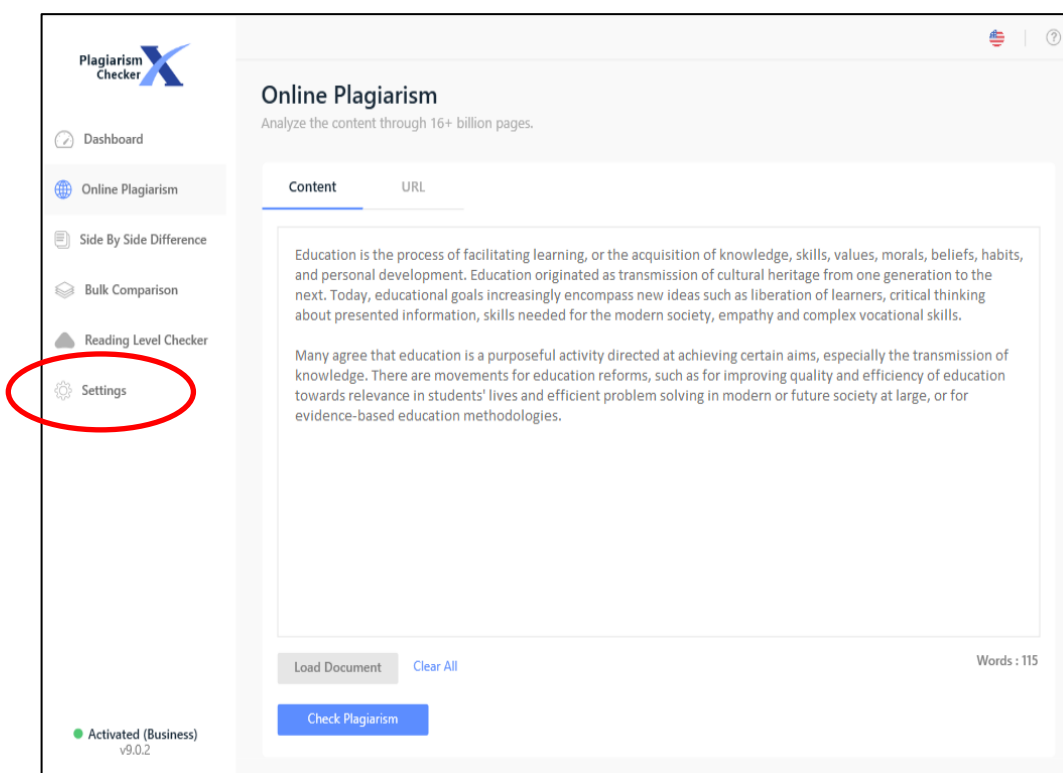 Plagiarism
Checker
Dashboard
Online Plagiarism
Side By Side Difference
Bulk Comparison
Reading Level Checker
Settings
Activated (Business)
v9.0.2
?
Online Plagiarism
Analyze the content through 16+ billion pages.
Content
URL
Education is the process of facilitating learning, or the acquisition of knowledge, skills, values, morals, beliefs, habits,
and personal development. Education originated as transmission of cultural heritage from one generation to the
next. Today, educational goals increasingly encompass new ideas such as liberation of learners, critical thinking
about presented information, skills needed for the modern society, empathy and complex vocational skills.
Many agree that education is a purposeful activity directed at achieving certain aims, especially the transmission of
knowledge. There are movements for education reforms, such as for improving quality and efficiency of education
towards relevance in students' lives and efficient problem solving in modern or future society at large, or for
evidence-based education methodologies.
Load Document
Clear All
Words : 115
Check Plagiarism